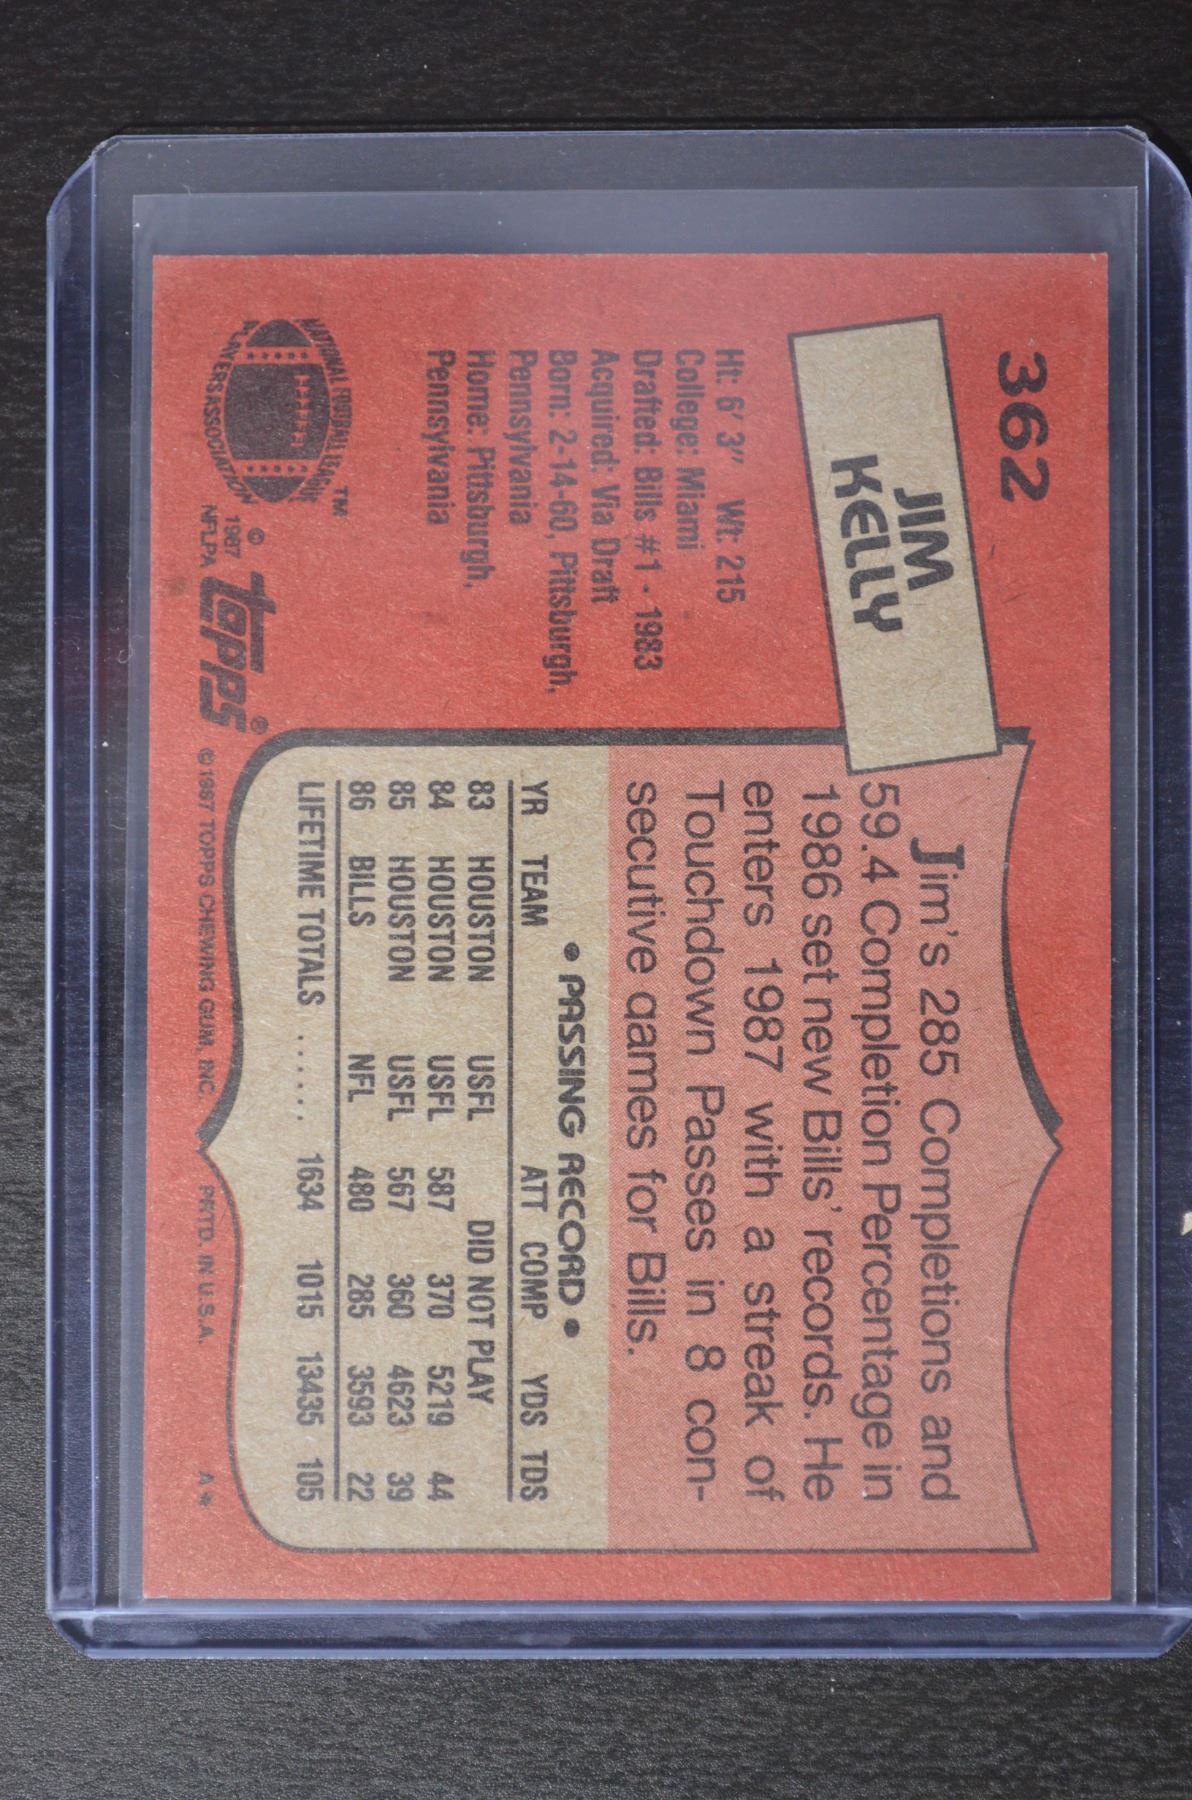 362
JIM
KELLY
Ht: 6' 3" Wt: 215
College: Miami
Drafted: Bills #1 - 1983
Acquired: Via Draft
Born: 2-14-60, Pittsburgh,
Pennsylvania
Home: Pittsburgh,
Pennsylvania
NATIONAL FOOTBALL LEAGUE
PLAYERS ASSOCIATION
TM
© 1987
NFLPA
topps®
Jim's 285 Completions and
59.4 Completion Percentage in
1986 set new Bills' records. He
enters 1987 with a streak of
Touchdown Passes in 8 con-
secutive games for Bills.
• PASSING RECORD •
YR TEAM ATT COMP YDS TDS
83 HOUSTON USFL DID NOT PLAY
84 HOUSTON USFL 587 370 5219 44
85 HOUSTON USFL 567 360 4623 39
86 BILLS NFL 480 285 3593 22
LIFETIME TOTALS ...... 1634 1015 13435 105
© 1987 TOPPS CHEWING GUM, INC. PRTD. IN U.S.A. A*